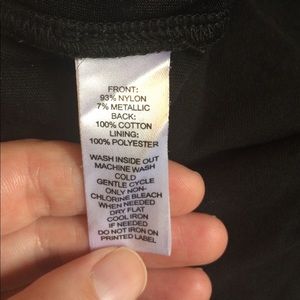 FRONT:
93% NYLON
7% METALLIC
BACK:
100% COTTON
LINING:
100% POLYESTER
WASH INSIDE OUT
MACHINE WASH
COLD
GENTLE CYCLE
ONLY NON-
CHLORINE BLEACH
WHEN NEEDED
DRY FLAT
COOL IRON
IF NEEDED
DO NOT IRON ON
PRINTED LABEL